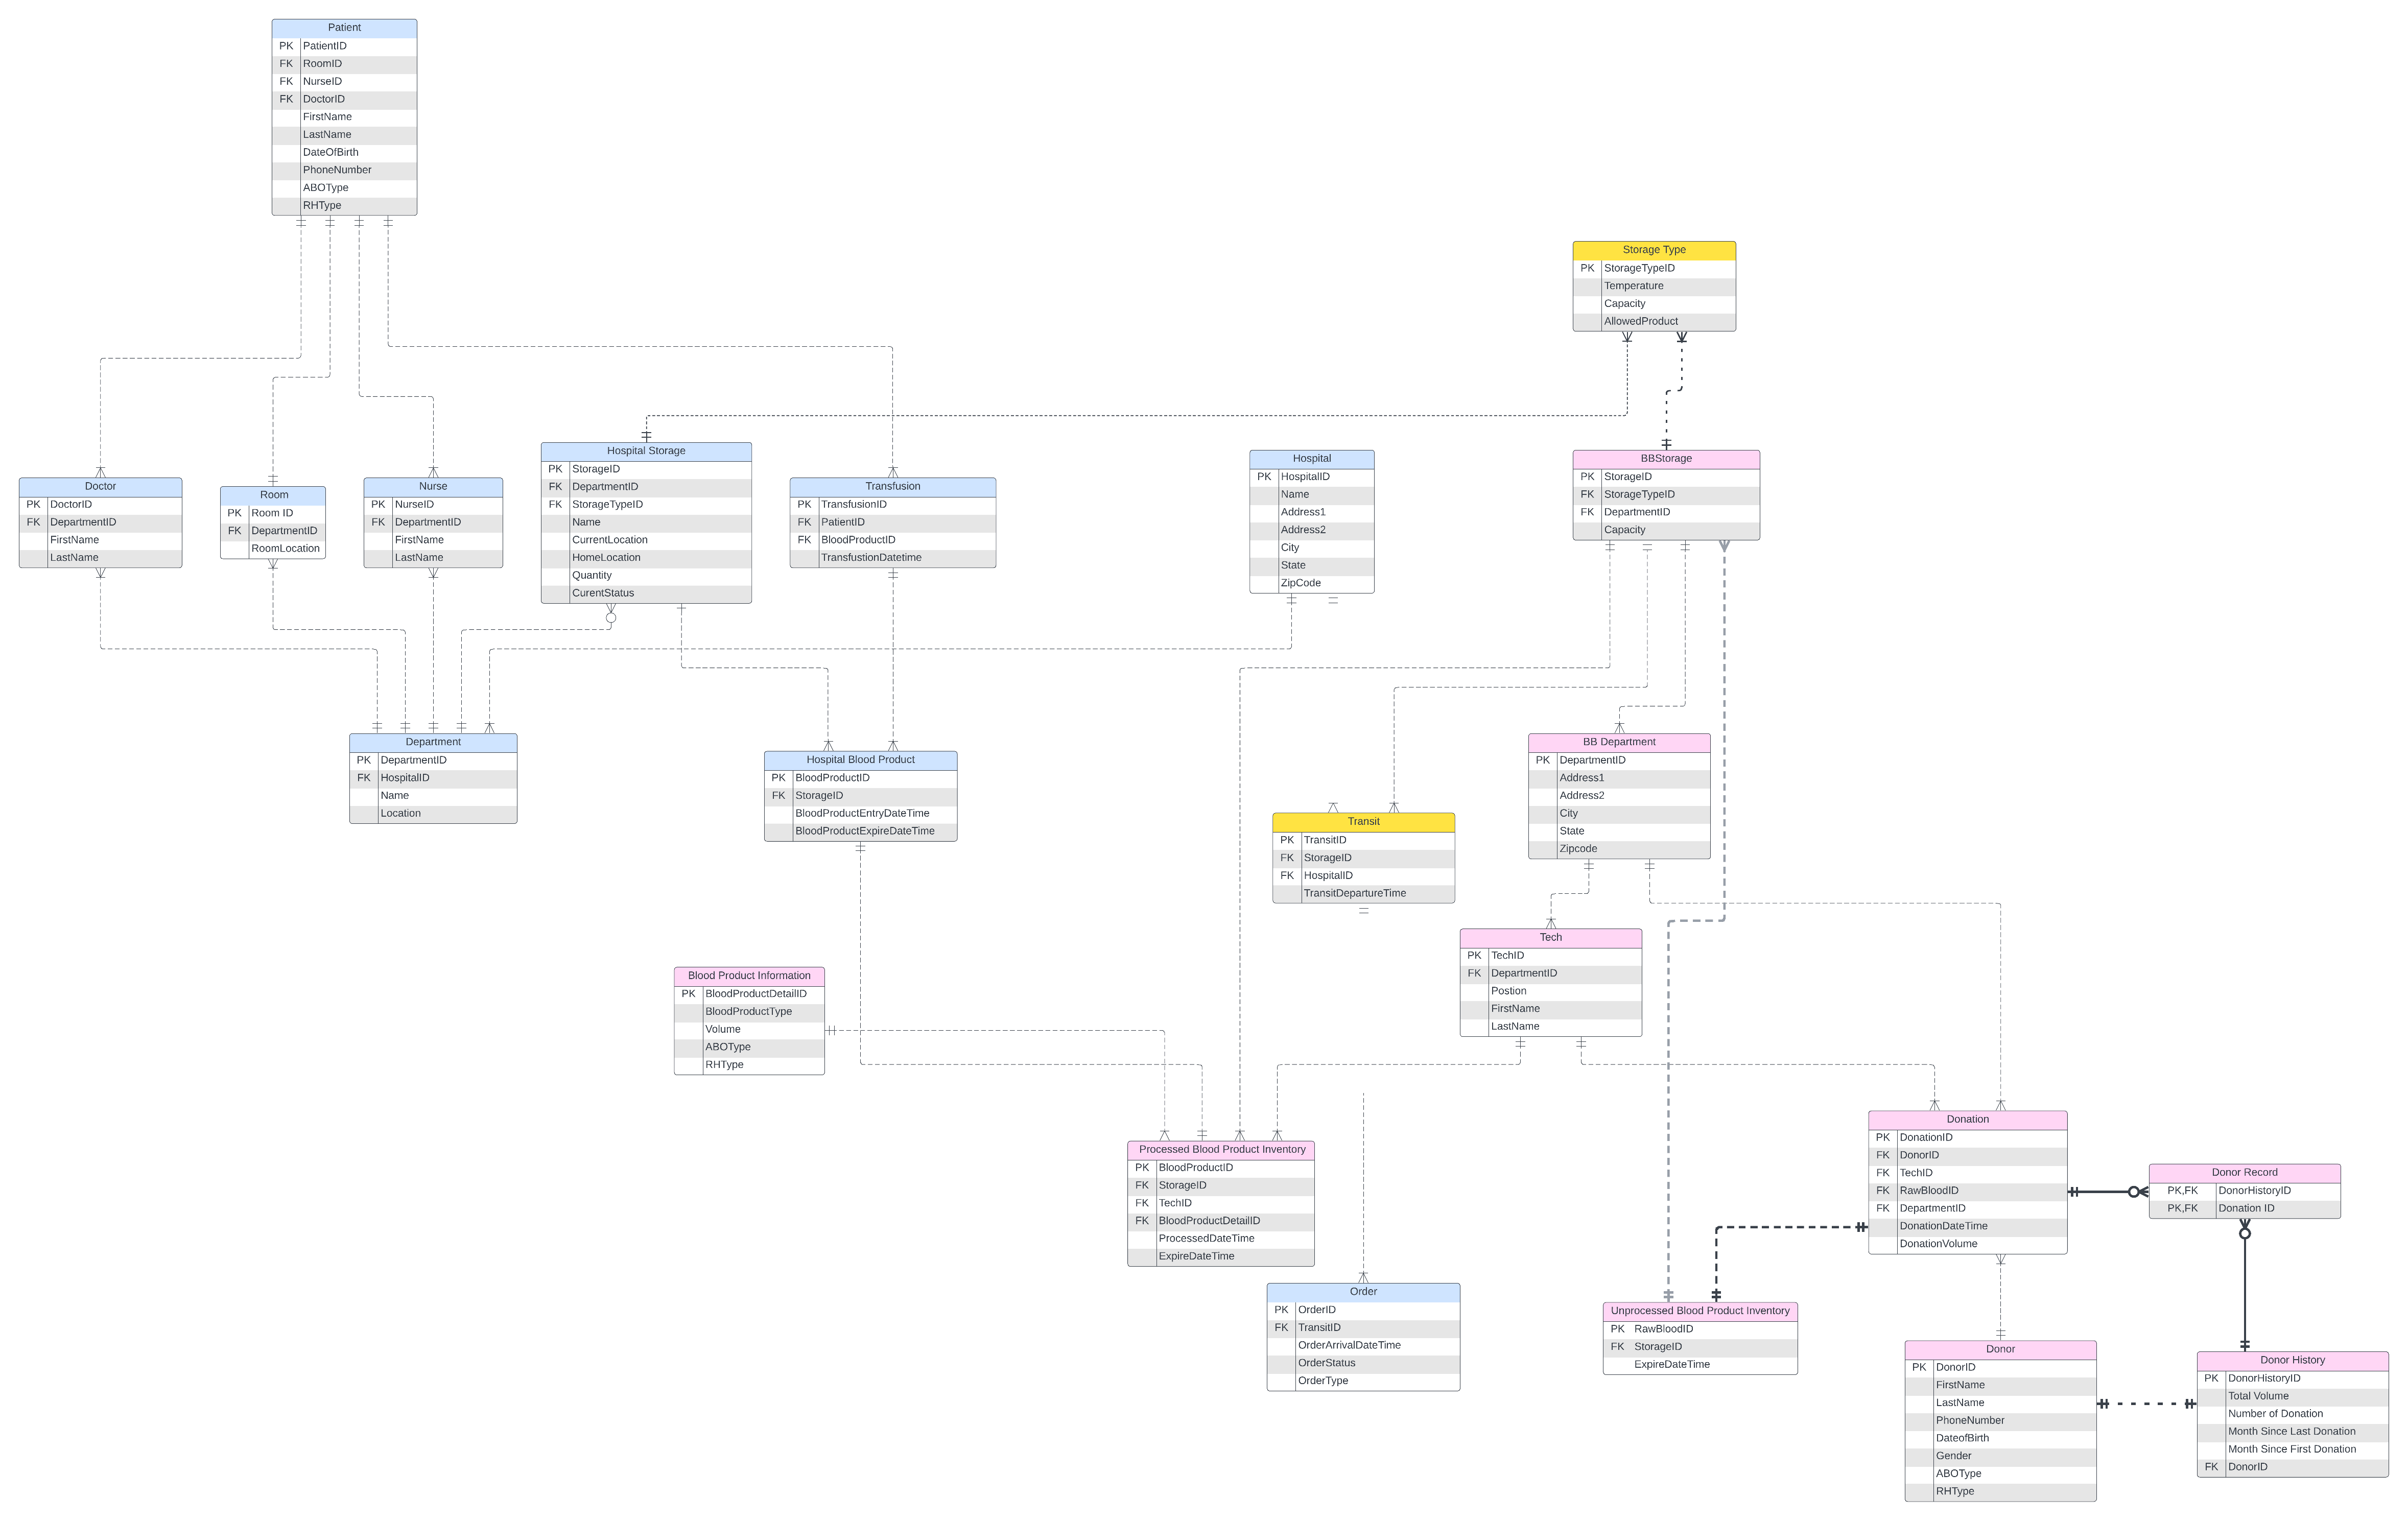 Patient
PK PatientID
FK RoomID
FK NurseID
FK DoctorID
FirstName
LastName
DateOfBirth
PhoneNumber
ABOType
RHType
Storage Type
PK StorageTypeID
Temperature
Capacity
AllowedProduct
Doctor
PK DoctorID
FK DepartmentID
FirstName
LastName
Room
PK Room ID
FK DepartmentID
RoomLocation
Nurse
PK NurseID
FK DepartmentID
FirstName
LastName
Hospital Storage
PK StorageID
FK DepartmentID
FK StorageTypeID
Name
CurrentLocation
HomeLocation
Quantity
CurentStatus
Transfusion
PK TransfusionID
FK PatientID
FK BloodProductID
TransfustionDatetime
Hospital
PK HospitalID
Name
Address1
Address2
City
State
ZipCode
BBStorage
PK StorageID
FK StorageTypeID
FK DepartmentID
Capacity
Department
PK DepartmentID
FK HospitalID
Name
Location
Hospital Blood Product
PK BloodProductID
FK StorageID
BloodProductEntryDateTime
BloodProductExpireDateTime
Transit
PK TransitID
FK StorageID
FK HospitalID
TransitDepartureTime
BB Department
PK DepartmentID
Address1
Address2
City
State
Zipcode
Tech
PK TechID
FK DepartmentID
Postion
FirstName
LastName
Blood Product Information
PK BloodProductDetailID
BloodProductType
Volume
ABOType
RHType
Processed Blood Product Inventory
PK BloodProductID
FK StorageID
FK TechID
FK BloodProductDetailID
ProcessedDateTime
ExpireDateTime
Order
PK OrderID
FK TransitID
OrderArrivalDateTime
OrderStatus
OrderType
Donation
PK DonationID
FK DonorID
FK TechID
FK RawBloodID
FK DepartmentID
DonationDateTime
DonationVolume
Donor Record
PK,FK DonorHistoryID
PK,FK Donation ID
Unprocessed Blood Product Inventory
PK RawBloodID
FK StorageID
ExpireDateTime
Donor
PK DonorID
FirstName
LastName
PhoneNumber
DateofBirth
Gender
ABOType
RHType
Donor History
PK DonorHistoryID
Total Volume
Number of Donation
Month Since Last Donation
Month Since First Donation
FK DonorID